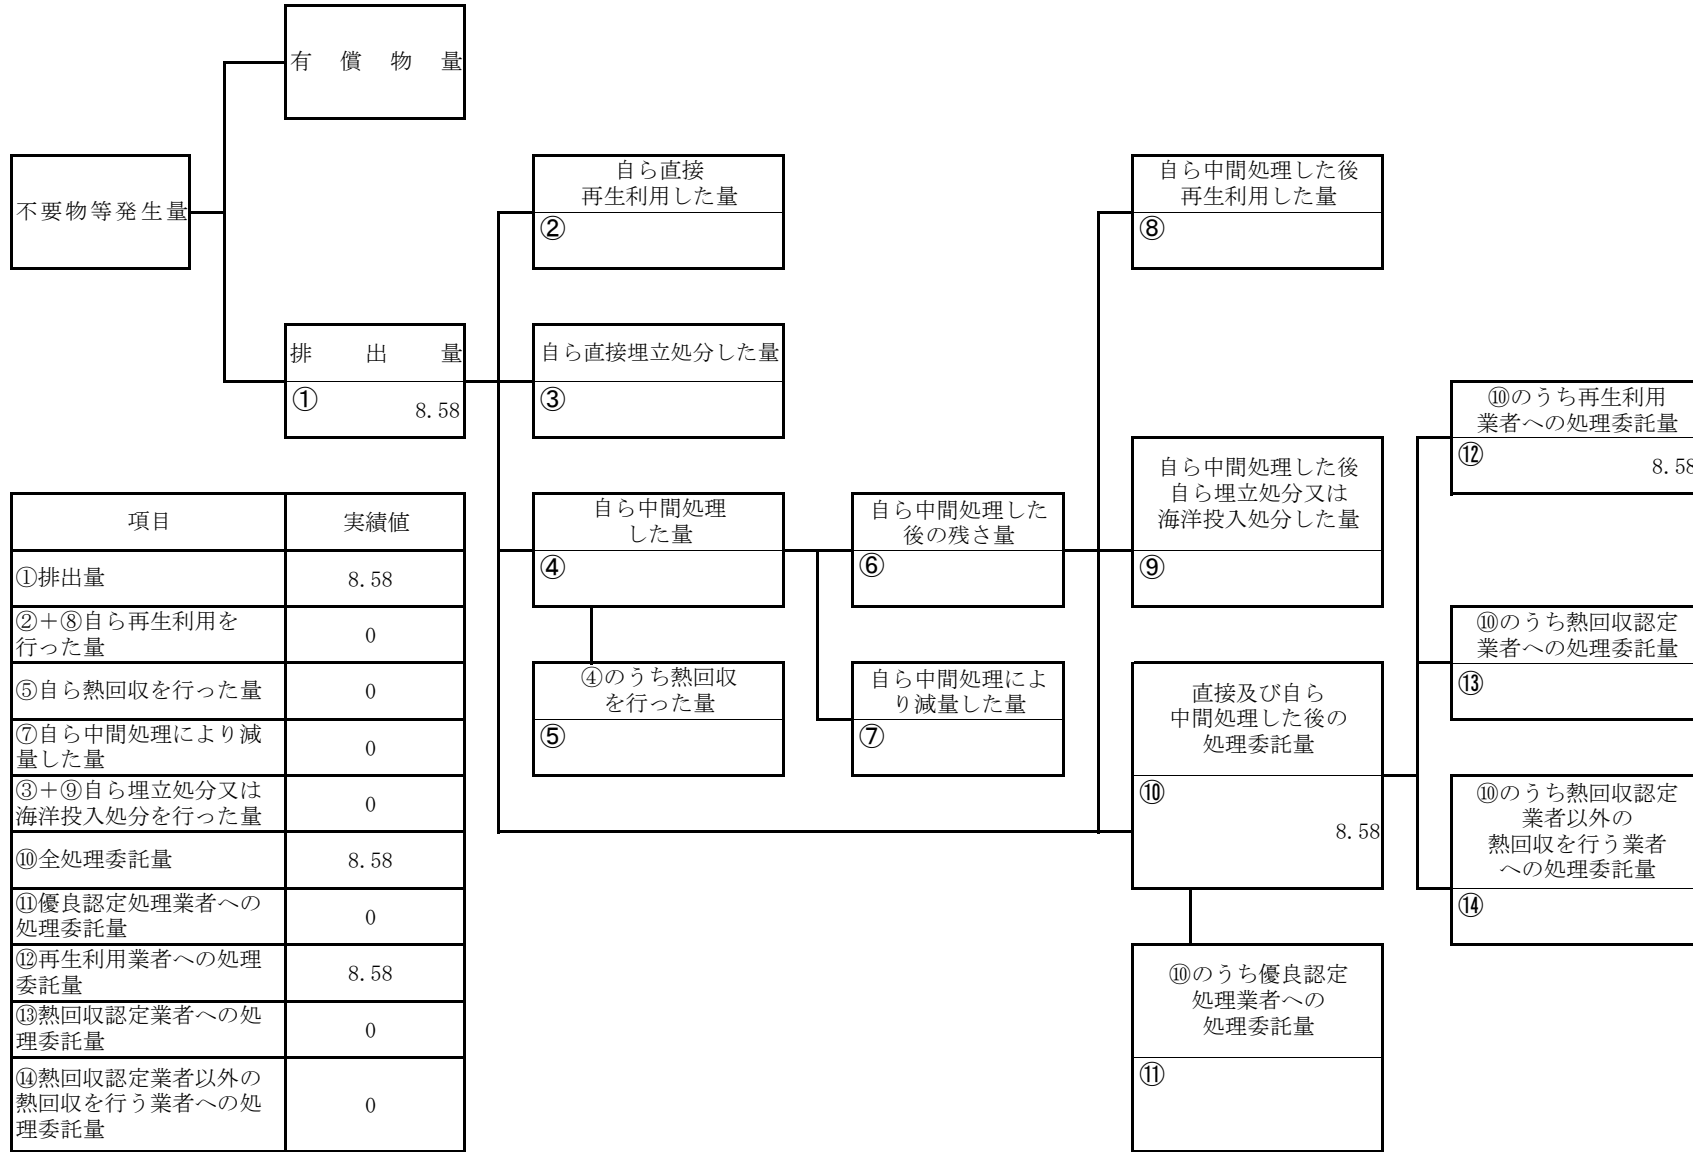 有償物量
不要物等発生量
自ら直接
再生利用した量
②
自ら中間処理した後
再生利用した量
⑧
排出量
①
8.58
自ら直接埋立処分した量
③
⑩のうち再生利用
業者への処理委託量
⑫
8.58
自ら中間処理
した量
④
自ら中間処理した
後の残さ量
⑥
自ら中間処理した後
自ら埋立処分又は
海洋投入処分した量
⑨
⑩のうち熱回収認定
業者への処理委託量
⑬
④のうち熱回収
を行った量
⑤
自ら中間処理によ
り減量した量
⑦
直接及び自ら
中間処理した後の
処理委託量
⑩
8.58
⑩のうち熱回収認定
業者以外の
熱回収を行う業者
への処理委託量
⑭
⑩のうち優良認定
処理業者への
処理委託量
⑪
項目
実績値
①排出量
8.58
②+⑧自ら再生利用を
行った量
0
⑤自ら熱回収を行った量
0
⑦自ら中間処理により減
量した量
0
③+⑨自ら埋立処分又は
海洋投入処分を行った量
0
⑩全処理委託量
8.58
⑪優良認定処理業者への
処理委託量
0
⑫再生利用業者への処理
委託量
8.58
⑬熱回収認定業者への処
理委託量
0
⑭熱回収認定業者以外の
熱回収を行う業者への処
理委託量
0